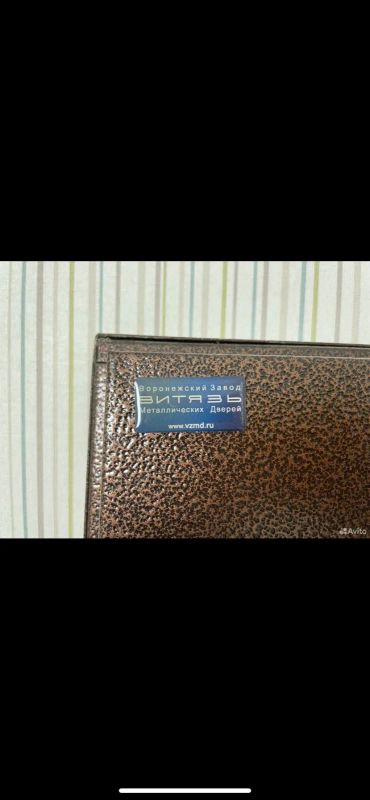 Воронежский Завод
ВИТЯЗЬ
Металлических Дверей
www.vzmd.ru
Avito